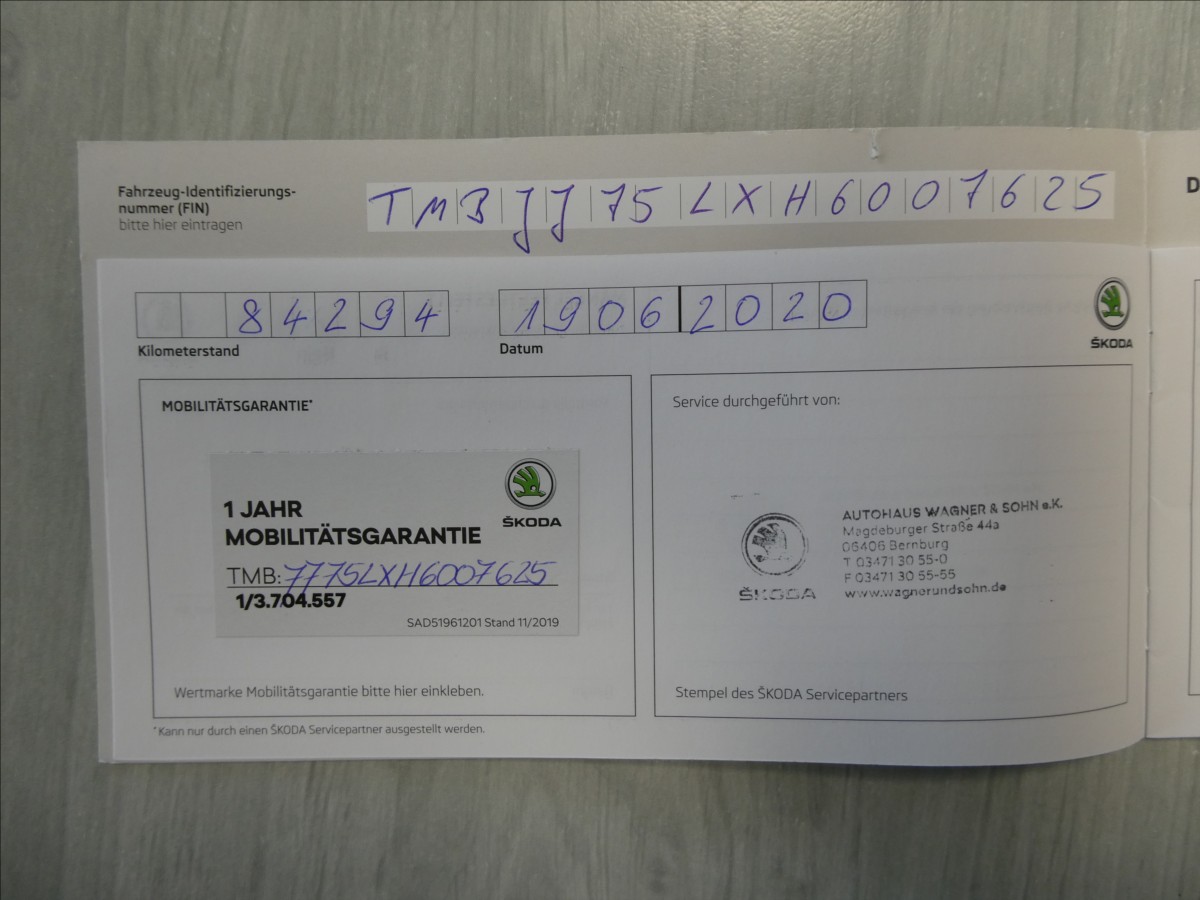 Fahrzeug-Identifizierungs-
nummer (FIN)
bitte hier eintragen
TMBJJ75LXH6007625
84294
Kilometerstand
19062020
Datum
ŠKODA
MOBILITÄTSGARANTIE*
1 JAHR
MOBILITÄTSGARANTIE
ŠKODA
TMB: 7775LXH6007625
1/3.704.557
SAD51961201 Stand 11/2019
Wertmarke Mobilitätsgarantie bitte hier einkleben.
*Kann nur durch einen ŠKODA Servicepartner ausgestellt werden.
Service durchgeführt von:
ŠKODA
AUTOHAUS WAGNER & SOHN e.K.
Magdeburger Straße 44a
06406 Bernburg
T 03471 30 55-0
F 03471 30 55-55
www.wagnerundsohn.de
Stempel des ŠKODA Servicepartners
D